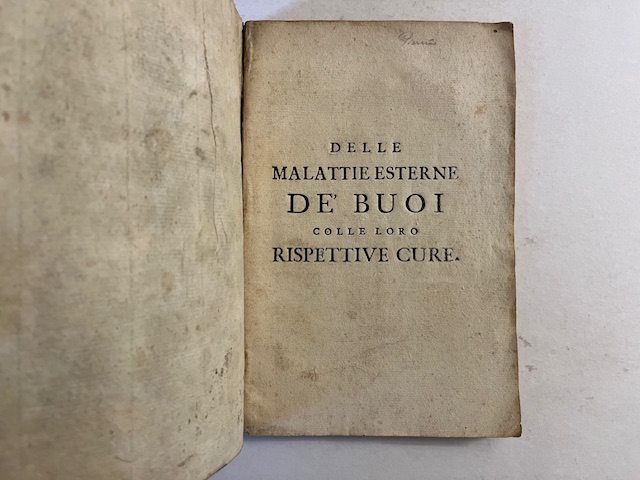 DELLE
MALATTIE ESTERNE
DE' BUOI
COLLE LORO
RISPETTIVE CURE.